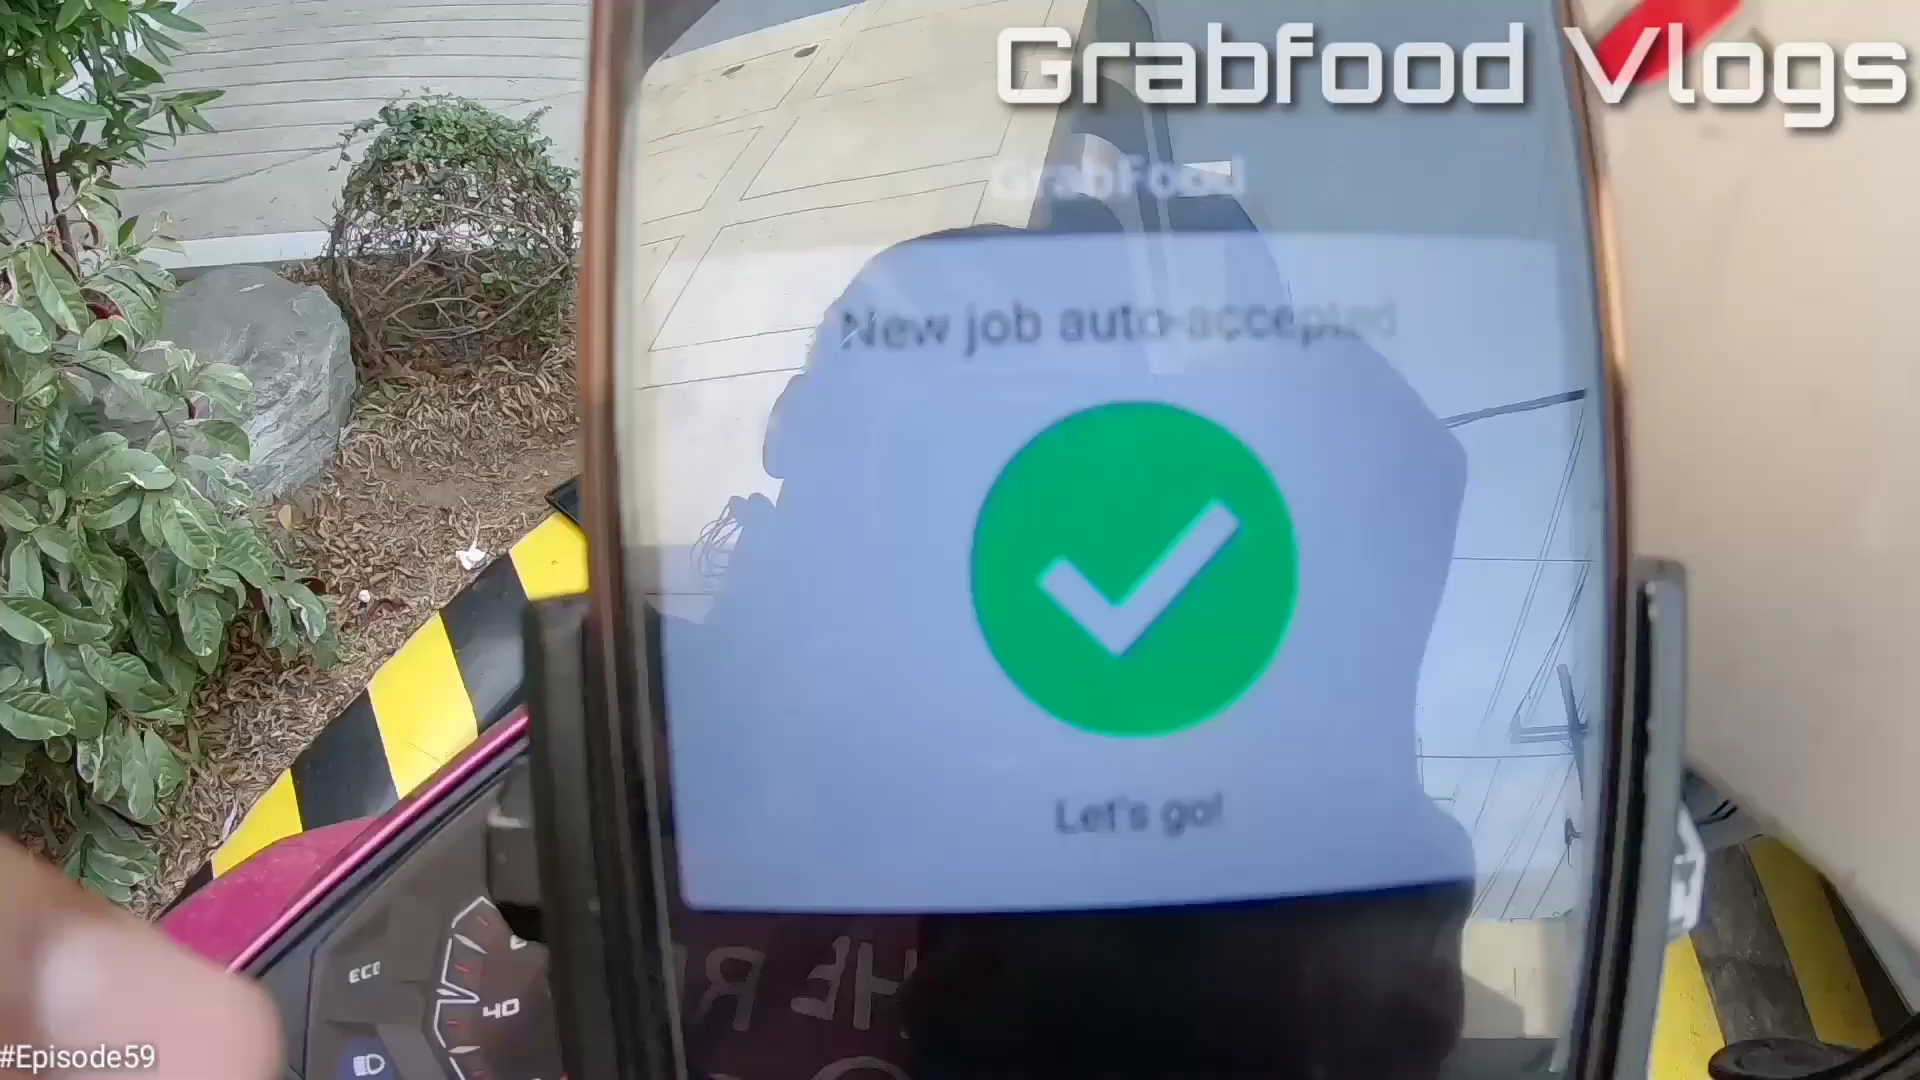 Grabfood Vlogs
GrabFood
New job auto-accepted
Let's go!
ECO
40
#Episode59